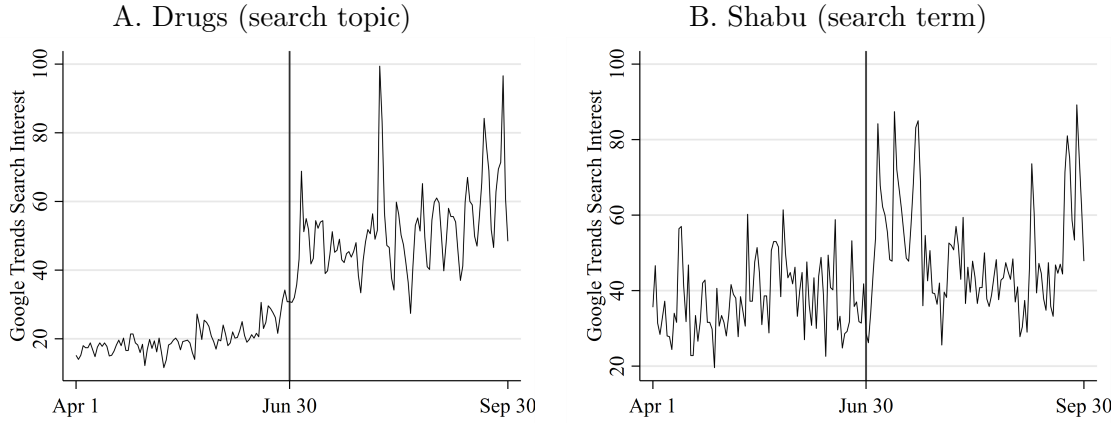 A. Drugs (search topic)
Google Trends Search Interest
100
80
60
40
20
Apr 1
Jun 30
Sep 30
B. Shabu (search term)
Google Trends Search Interest
100
80
60
40
20
Apr 1
Jun 30
Sep 30